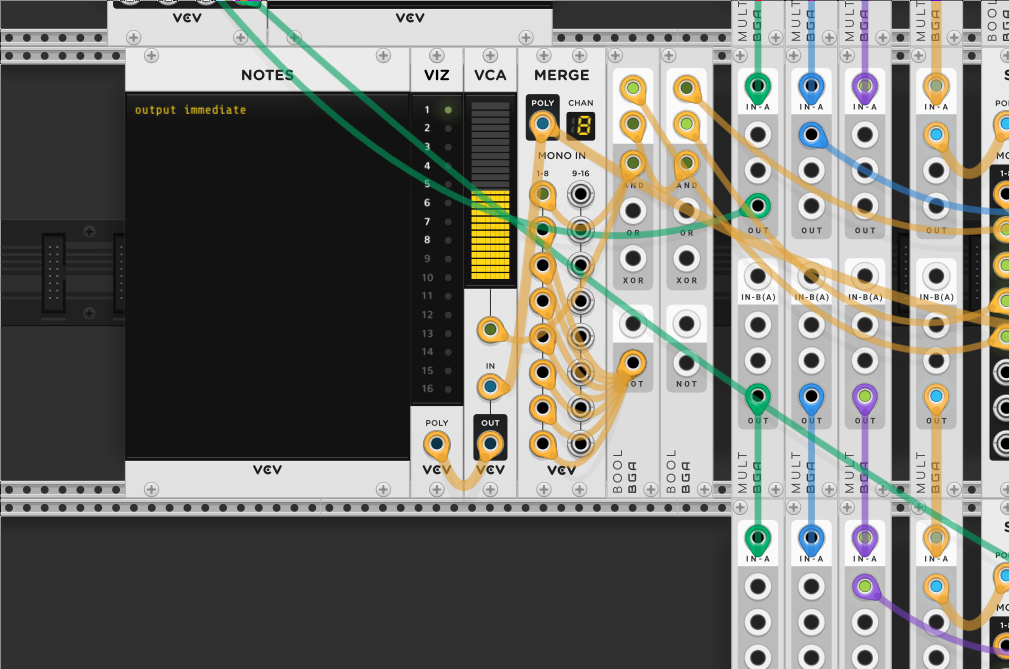 VCV VCV
NOTES
output immediate
VCV
VIZ
1
2
3
4
5
6
7
8
9
10
11
12
13
14
15
16
POLY
VCV
VCA
IN
OUT
VCV
MERGE
POLY CHAN
8
MONO IN
1-8 9-16
VCV
AND
OR
XOR
NOT
BOOL
BGA
AND
OR
XOR
NOT
BOOL
BGA
MULT BGA MULT BGA MULT BGA MULT BGA
IN-A IN-A IN-A IN-A
OUT OUT OUT OUT
IN-B(A) IN-B(A) IN-B(A) IN-B(A)
OUT OUT OUT OUT
MULT BGA MULT BGA MULT BGA MULT BGA
IN-A IN-A IN-A IN-A
BOOL
S
PO
MO
1-8
S
PO
MO
1-8